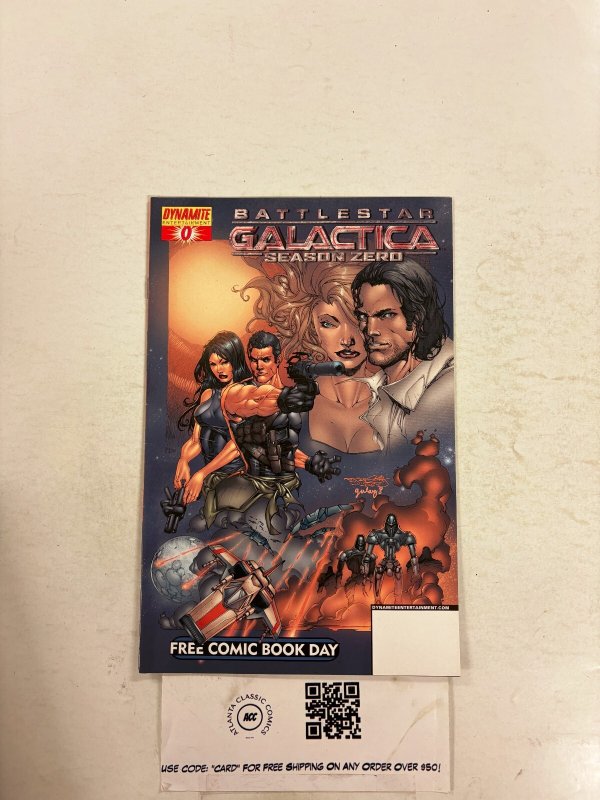 DYNAMITE
ENTERTAINMENT
0
BATTLESTAR
GALACTICA
SEASON ZERO
DYNAMITEENTERTAINMENT.COM
FREE COMIC BOOK DAY
ATLANTA CLASSIC COMICS
ACC
USE CODE: "CARD" FOR FREE SHIPPING ON ANY ORDER OVER $50!